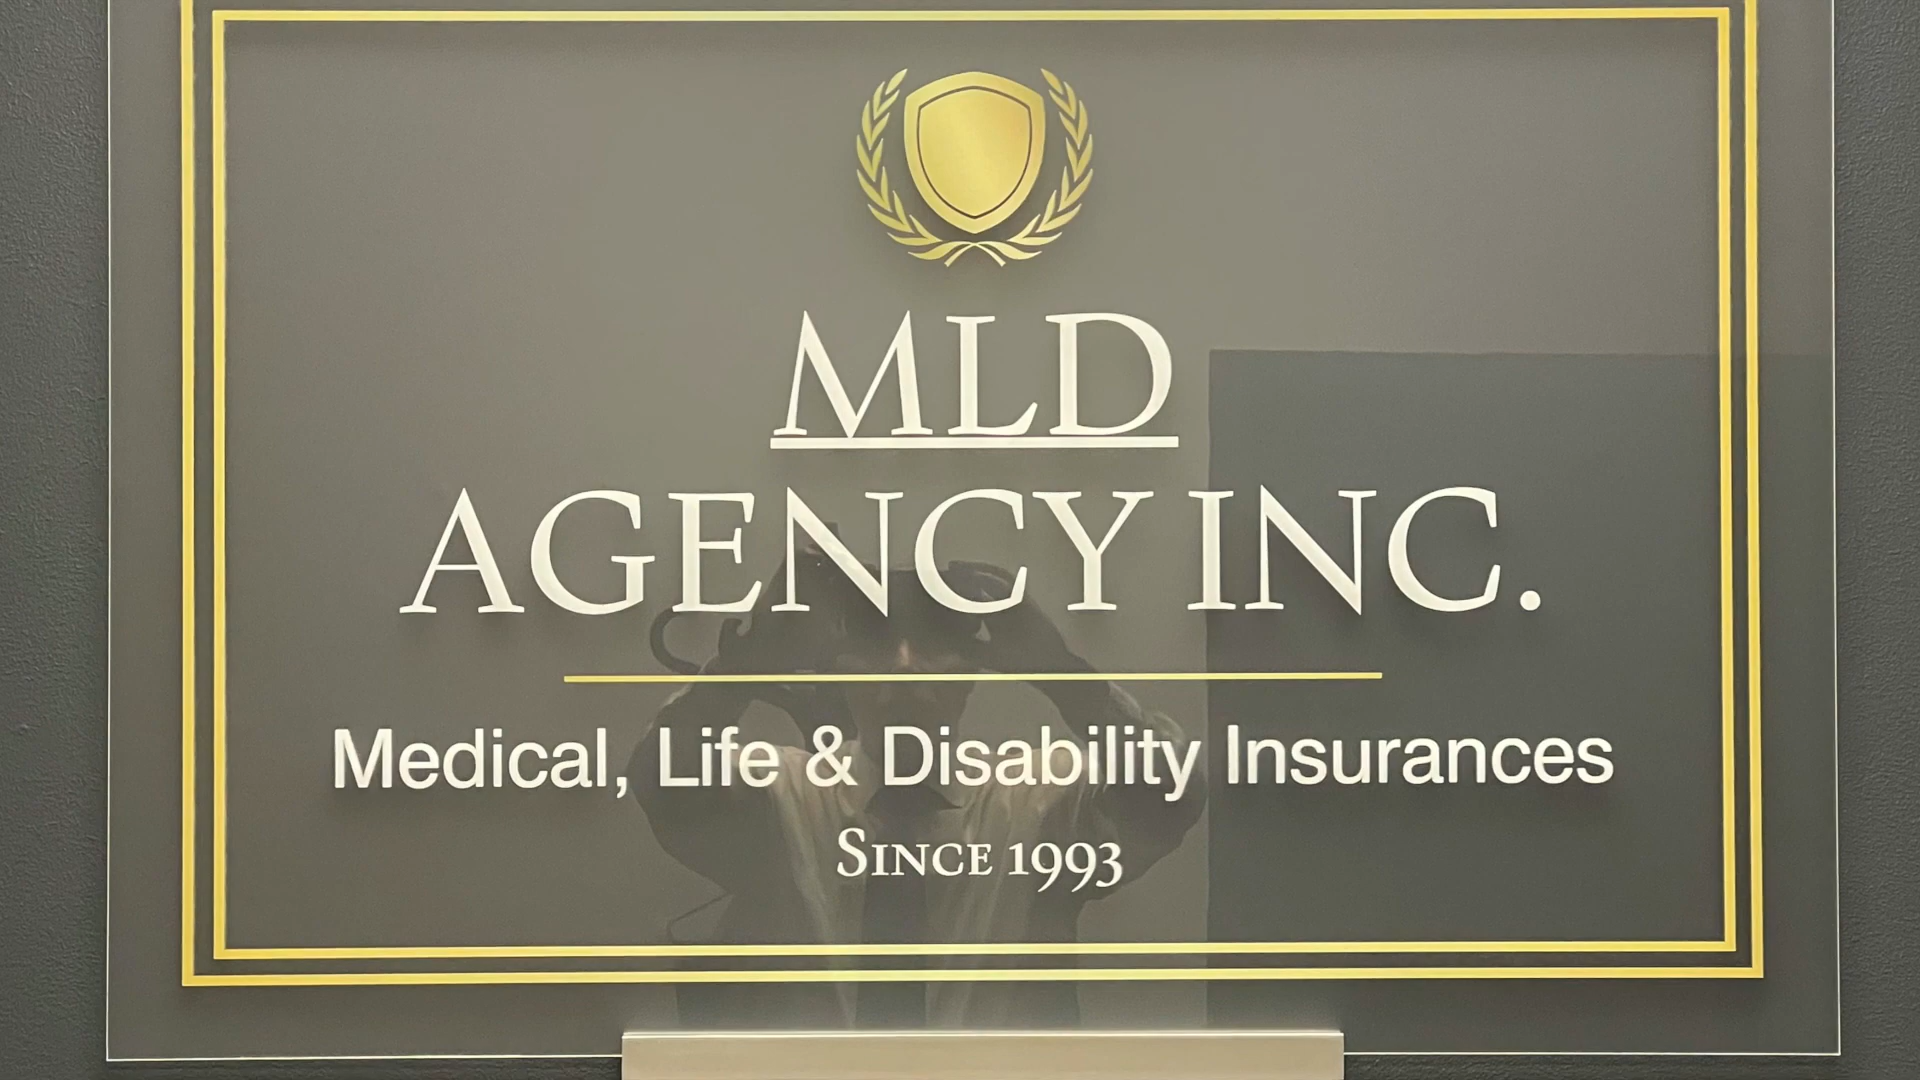 MLD
AGENCY INC.
Medical, Life & Disability Insurances
SINCE 1993